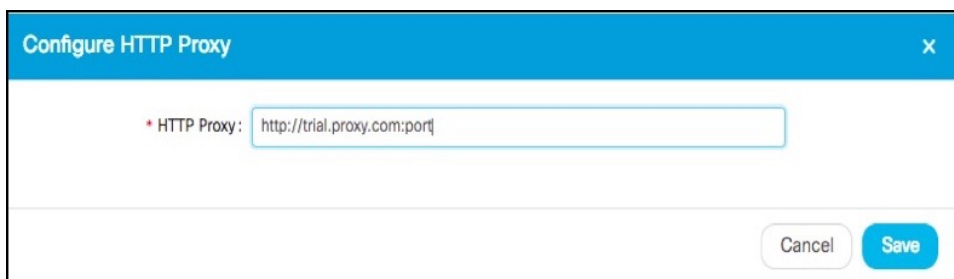 Configure HTTP Proxy ×
* HTTP Proxy: http://trial.proxy.com:port
Cancel Save